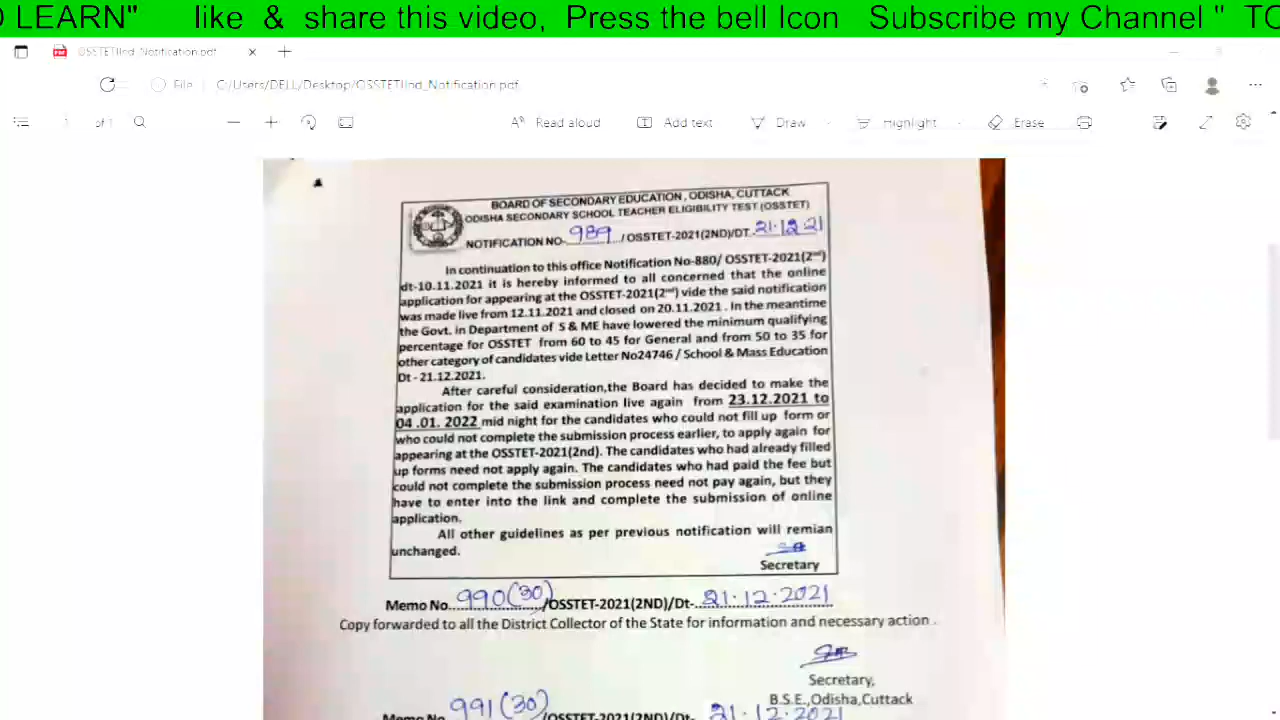 O LEARN"      like  &  share this video,  Press the bell Icon   Subscribe my Channel "  TO
OSSTETIInd_Notification.pdf
File   C:/Users/DELL/Desktop/OSSTETIInd_Notification.pdf
1 of 1   Read aloud   Add text   Draw   Highlight   Erase
BOARD OF SECONDARY EDUCATION, ODISHA, CUTTACK
ODISHA SECONDARY SCHOOL TEACHER ELIGIBILITY TEST (OSSTET)
NOTIFICATION NO- 989 /OSSTET-2021(2ND)/DT- 21.12.21
In continuation to this office Notification No-880/ OSSTET-2021(2nd)
dt-10.11.2021 it is hereby informed to all concerned that the online
application for appearing at the OSSTET-2021(2nd) vide the said notification
was made live from 12.11.2021 and closed on 20.11.2021. In the meantime
the Govt. in Department of S & ME have lowered the minimum qualifying
percentage for OSSTET from 60 to 45 for General and from 50 to 35 for
other category of candidates vide Letter No24746 / School & Mass Education
Dt - 21.12.2021.
After careful consideration,the Board has decided to make the
application for the said examination live again from 23.12.2021 to
04 .01. 2022 mid night for the candidates who could not fill up form or
who could not complete the submission process earlier, to apply again for
appearing at the OSSTET-2021(2nd). The candidates who had already filled
up forms need not apply again. The candidates who had paid the fee but
could not complete the submission process need not pay again, but they
have to enter into the link and complete the submission of online
application.
All other guidelines as per previous notification will remian
unchanged.
Secretary
Memo No. 990(30) /OSSTET-2021(2ND)/Dt- 21.12.2021
Copy forwarded to all the District Collector of the State for information and necessary action .
Secretary,
B.S.E.,Odisha,Cuttack
Memo No 991(30) /OSSTET-2021(2ND)/Dt- 21.12.2021